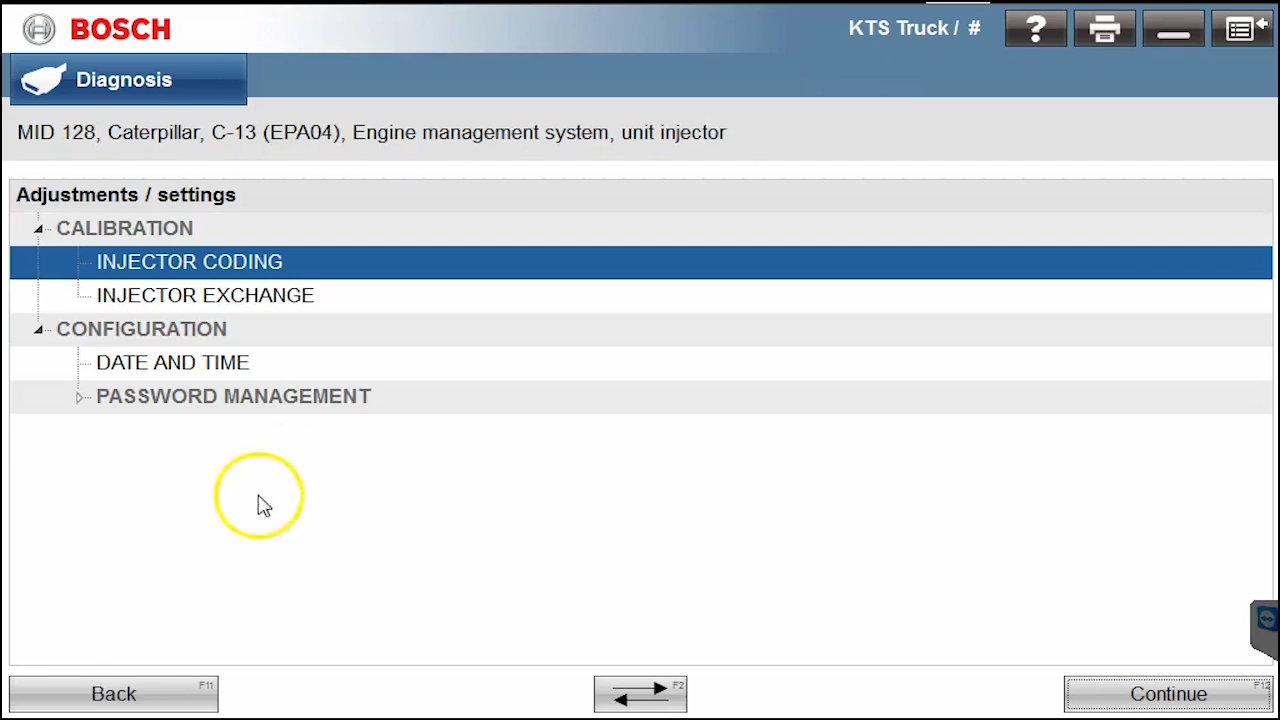 BOSCH
KTS Truck / #
?
Diagnosis
MID 128, Caterpillar, C-13 (EPA04), Engine management system, unit injector
Adjustments / settings
CALIBRATION
INJECTOR CODING
INJECTOR EXCHANGE
CONFIGURATION
DATE AND TIME
PASSWORD MANAGEMENT
Back F11
F2
Continue F12